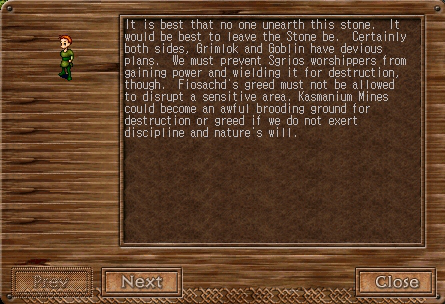 It is best that no one unearth this stone.  It
would be best to leave the Stone be.  Certainly
both sides, Grimlok and Goblin have devious
plans.  We must prevent Sgrios worshippers from
gaining power and wielding it for destruction,
though.  Fiosachd's greed must not be allowed
to disrupt a sensitive area. Kasmanium Mines
could become an awful brooding ground for
destruction or greed if we do not exert
discipline and nature's will.
Prev
Next
Close